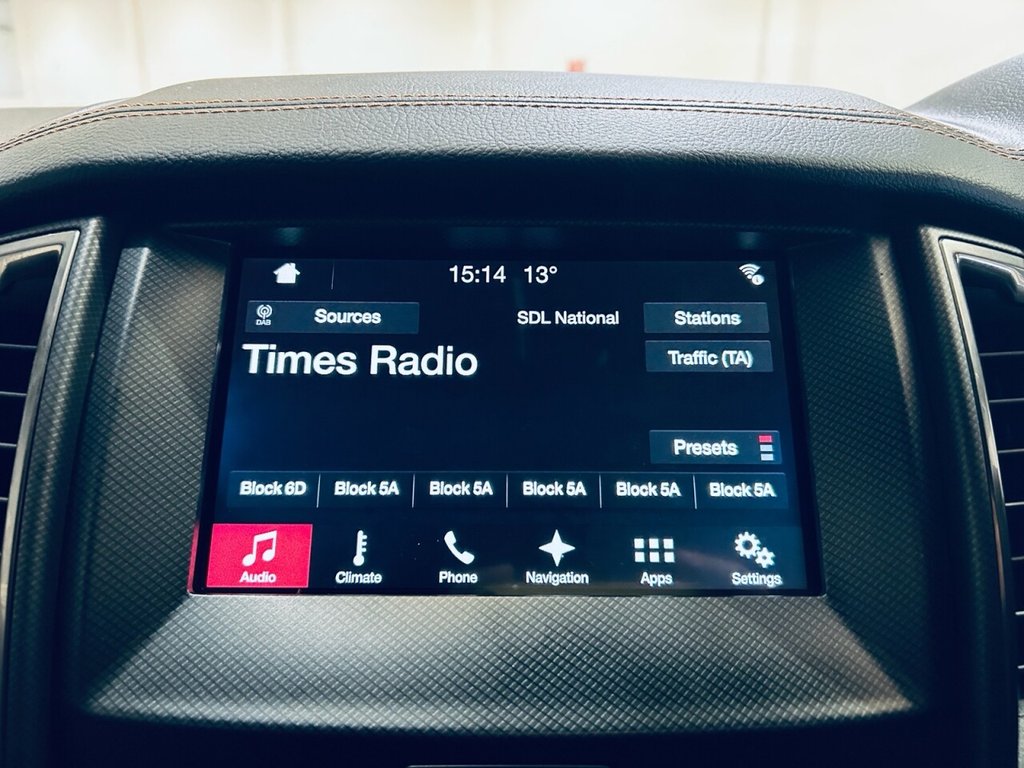 15:14 13°
DAB Sources SDL National Stations
Times Radio Traffic (TA)
Presets
Block 6D Block 5A Block 5A Block 5A Block 5A Block 5A
Audio Climate Phone Navigation Apps Settings